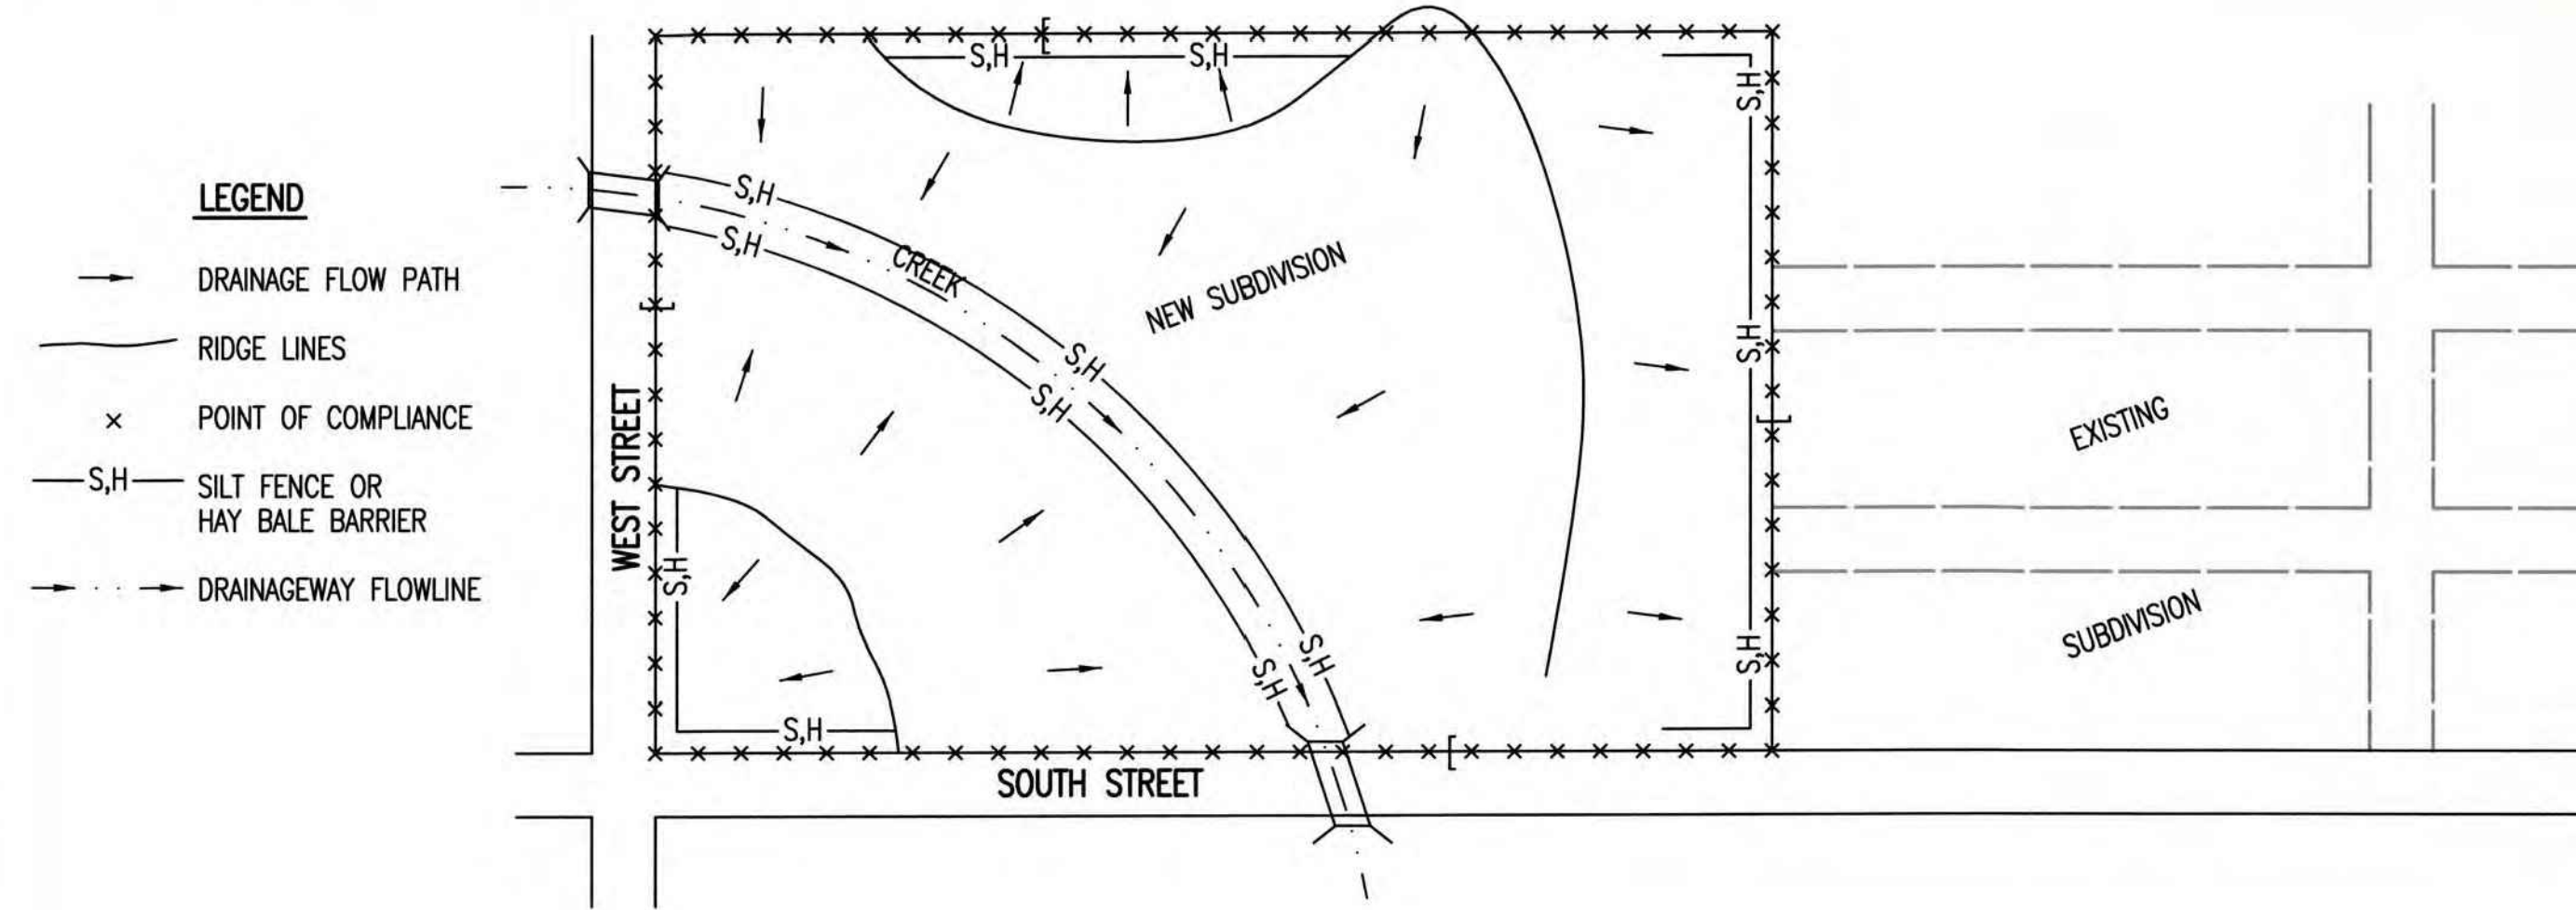 LEGEND
DRAINAGE FLOW PATH
RIDGE LINES
× POINT OF COMPLIANCE
S,H SILT FENCE OR
HAY BALE BARRIER
DRAINAGEWAY FLOWLINE
S,H
S,H
S,H
S,H
CREEK
S,H
S,H
NEW SUBDIVISION
S,H
S,H
S,H
S,H
S,H
S,H
S,H
S,H
WEST STREET
SOUTH STREET
EXISTING
SUBDIVISION